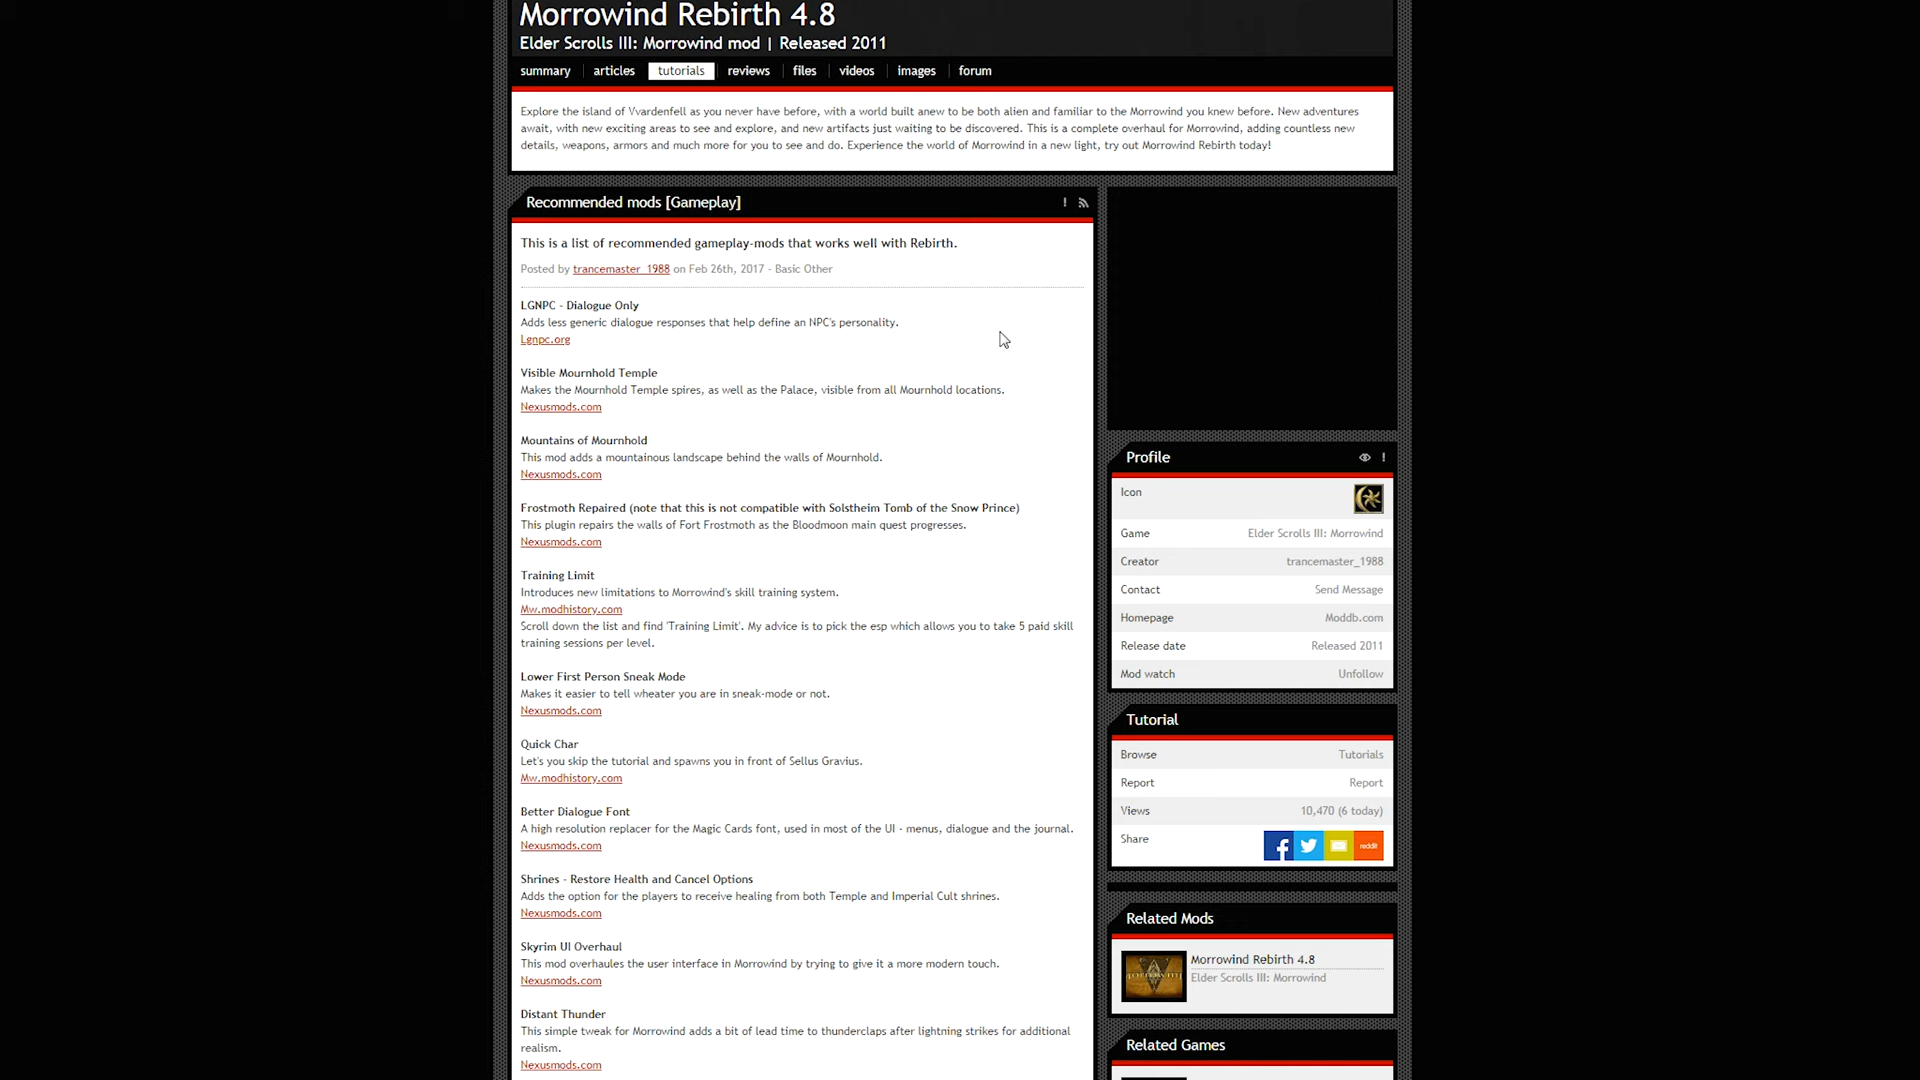 Morrowind Rebirth 4.8
Elder Scrolls III: Morrowind mod | Released 2011
summary articles tutorials reviews files videos images forum
Explore the island of Vvardenfell as you never have before, with a world built anew to be both alien and familiar to the Morrowind you knew before. New adventures
await, with new exciting areas to see and explore, and new artifacts just waiting to be discovered. This is a complete overhaul for Morrowind, adding countless new
details, weapons, armors and much more for you to see and do. Experience the world of Morrowind in a new light, try out Morrowind Rebirth today!
Recommended mods [Gameplay]
This is a list of recommended gameplay-mods that works well with Rebirth.
Posted by trancemaster_1988 on Feb 26th, 2017 - Basic Other
LGNPC - Dialogue Only
Adds less generic dialogue responses that help define an NPC's personality.
Lgnpc.org
Visible Mournhold Temple
Makes the Mournhold Temple spires, as well as the Palace, visible from all Mournhold locations.
Nexusmods.com
Mountains of Mournhold
This mod adds a mountainous landscape behind the walls of Mournhold.
Nexusmods.com
Frostmoth Repaired (note that this is not compatible with Solstheim Tomb of the Snow Prince)
This plugin repairs the walls of Fort Frostmoth as the Bloodmoon main quest progresses.
Nexusmods.com
Training Limit
Introduces new limitations to Morrowind's skill training system.
Mw.modhistory.com
Scroll down the list and find 'Training Limit'. My advice is to pick the esp which allows you to take 5 paid skill
training sessions per level.
Lower First Person Sneak Mode
Makes it easier to tell wheater you are in sneak-mode or not.
Nexusmods.com
Quick Char
Let's you skip the tutorial and spawns you in front of Sellus Gravius.
Mw.modhistory.com
Better Dialogue Font
A high resolution replacer for the Magic Cards font, used in most of the UI - menus, dialogue and the journal.
Nexusmods.com
Shrines - Restore Health and Cancel Options
Adds the option for the players to receive healing from both Temple and Imperial Cult shrines.
Nexusmods.com
Skyrim UI Overhaul
This mod overhaules the user interface in Morrowind by trying to give it a more modern touch.
Nexusmods.com
Distant Thunder
This simple tweak for Morrowind adds a bit of lead time to thunderclaps after lightning strikes for additional
realism.
Nexusmods.com
Profile
Icon
Game Elder Scrolls III: Morrowind
Creator trancemaster_1988
Contact Send Message
Homepage Moddb.com
Release date Released 2011
Mod watch Unfollow
Tutorial
Browse Tutorials
Report Report
Views 10,470 (6 today)
Share reddit
Related Mods
Morrowind Rebirth 4.8
Elder Scrolls III: Morrowind
Related Games